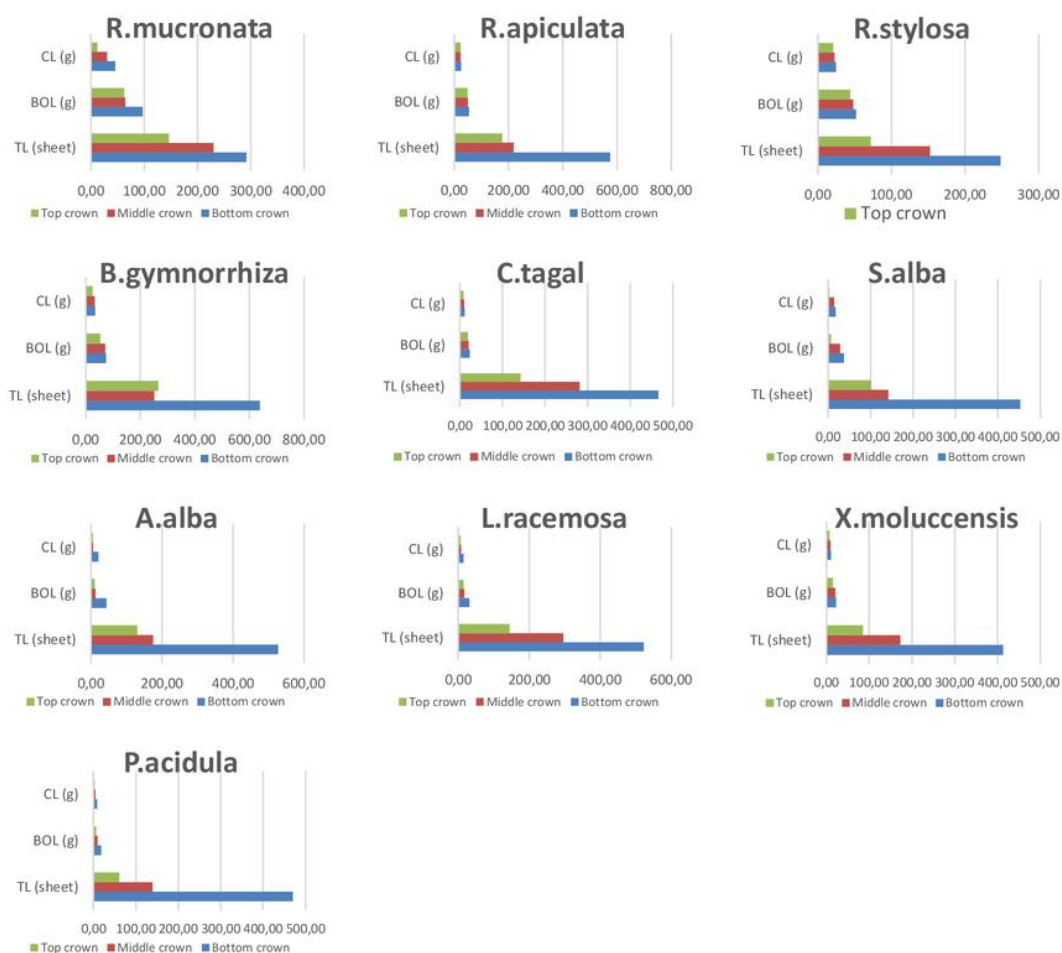 R.mucronata
CL (g)
BOL (g)
TL (sheet)
0,00 100,00 200,00 300,00 400,00
Top crown Middle crown Bottom crown
R.apiculata
CL (g)
BOL (g)
TL (sheet)
0,00 200,00 400,00 600,00 800,00
Top crown Middle crown Bottom crown
R.stylosa
CL (g)
BOL (g)
TL (sheet)
0,00 100,00 200,00 300,00
Top crown
B.gymnorrhiza
CL (g)
BOL (g)
TL (sheet)
0,00 200,00 400,00 600,00 800,00
Top crown Middle crown Bottom crown
C.tagal
CL (g)
BOL (g)
TL (sheet)
0,00 100,00 200,00 300,00 400,00 500,00
Top crown Middle crown Bottom crown
S.alba
CL (g)
BOL (g)
TL (sheet)
0,00 100,00 200,00 300,00 400,00 500,00
Top crown Middle crown Bottom crown
A.alba
CL (g)
BOL (g)
TL (sheet)
0,00 200,00 400,00 600,00
Top crown Middle crown Bottom crown
L.racemosa
CL (g)
BOL (g)
TL (sheet)
0,00 200,00 400,00 600,00
Top crown Middle crown Bottom crown
X.moluccensis
CL (g)
BOL (g)
TL (sheet)
0,00 100,00 200,00 300,00 400,00 500,00
Top crown Middle crown Bottom crown
P.acidula
CL (g)
BOL (g)
TL (sheet)
0,00 100,00 200,00 300,00 400,00 500,00
Top crown Middle crown Bottom crown